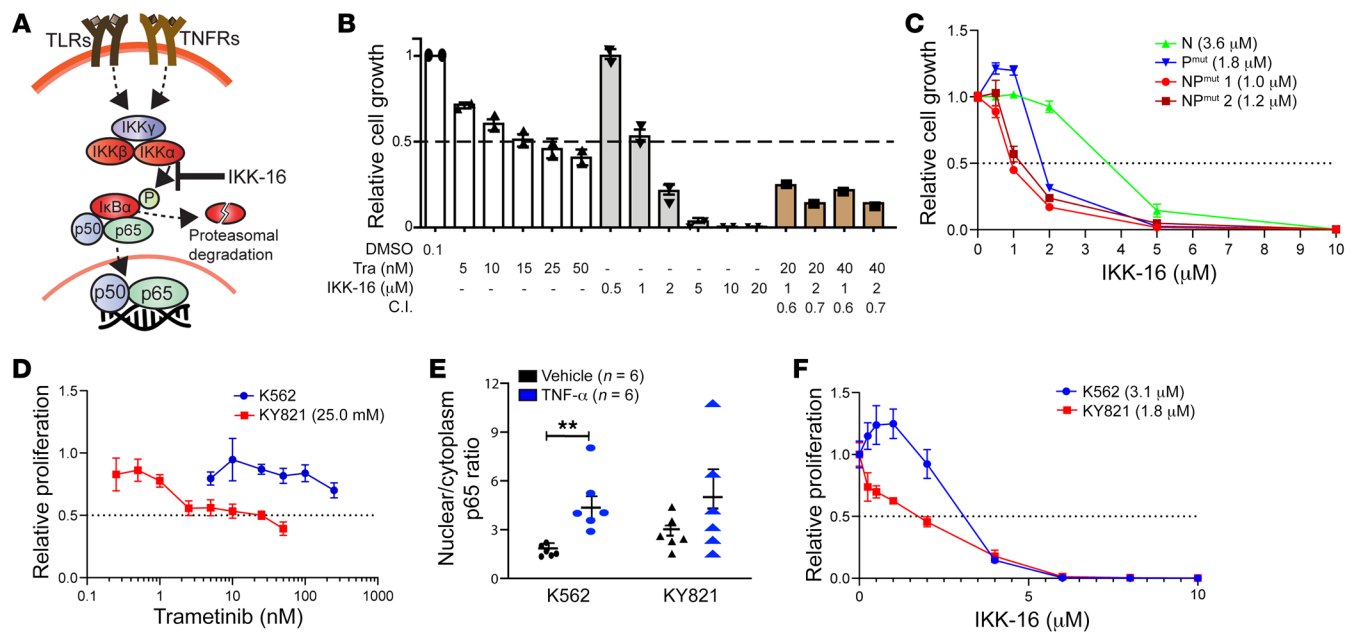 A
TLRs
TNFRs
IKKγ
IKKβ
IKKα
IKK-16
P
IκBα
p50
p65
Proteasomal
degradation
p50
p65
B
Relative cell growth
1
0.5
0
DMSO 0.1
Tra (nM) 5 10 15 25 50 - - - - - - 20 20 40 40
IKK-16 (μM) - - - - - 0.5 1 2 5 10 20 1 2 1 2
C.I. 0.6 0.7 0.6 0.7
C
Relative cell growth
1.5
1.0
0.5
0.0
0 1 2 3 4 5 6 7 8 9 10
IKK-16 (μM)
N (3.6 μM)
Pmut (1.8 μM)
NPmut 1 (1.0 μM)
NPmut 2 (1.2 μM)
D
Relative proliferation
1.5
1.0
0.5
0.0
0.1 1 10 100 1000
Trametinib (nM)
K562
KY821 (25.0 mM)
E
Vehicle (n = 6)
TNF-α (n = 6)
Nuclear/cytoplasm
p65 ratio
12
9
6
3
0
**
K562 KY821
F
Relative proliferation
1.5
1.0
0.5
0.0
0 5 10
IKK-16 (μM)
K562 (3.1 μM)
KY821 (1.8 μM)